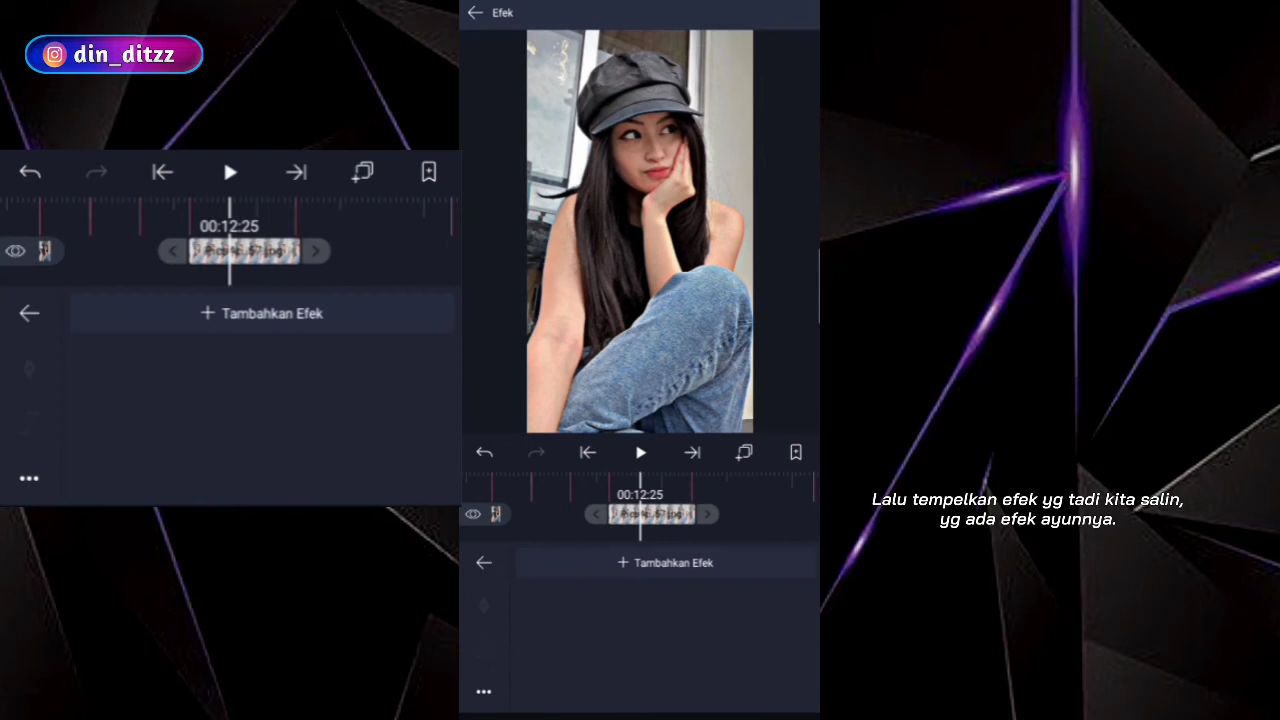 din_ditzz
Efek
00:12:25
Tambahkan Efek
00:12:25
Tambahkan Efek
Lalu tempelkan efek yg tadi kita salin,
yg ada efek ayunnya.